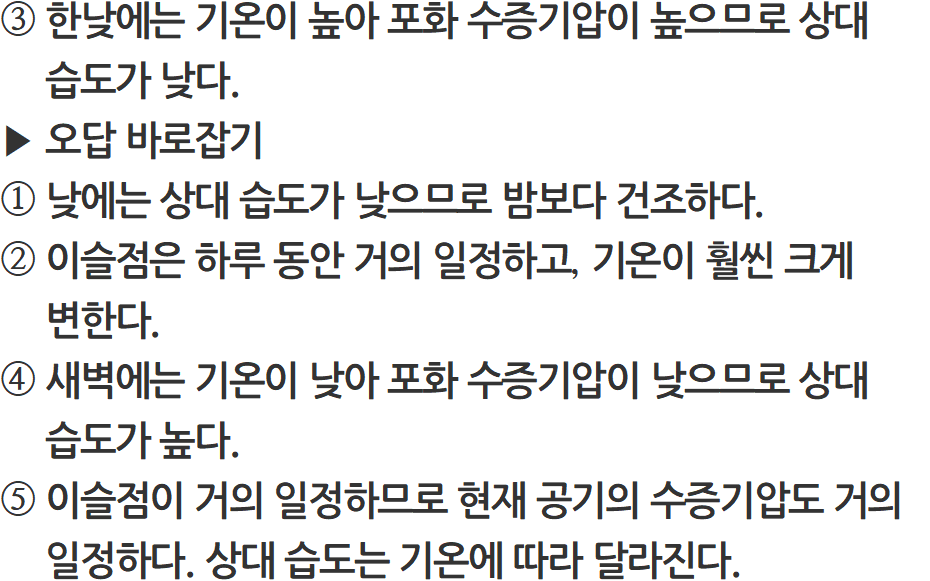 ③ 한낮에는 기온이 높아 포화 수증기압이 높으므로 상대
습도가 낮다.
▶ 오답 바로잡기
① 낮에는 상대 습도가 낮으므로 밤보다 건조하다.
② 이슬점은 하루 동안 거의 일정하고, 기온이 훨씬 크게
변한다.
④ 새벽에는 기온이 낮아 포화 수증기압이 낮으므로 상대
습도가 높다.
⑤ 이슬점이 거의 일정하므로 현재 공기의 수증기압도 거의
일정하다. 상대 습도는 기온에 따라 달라진다.